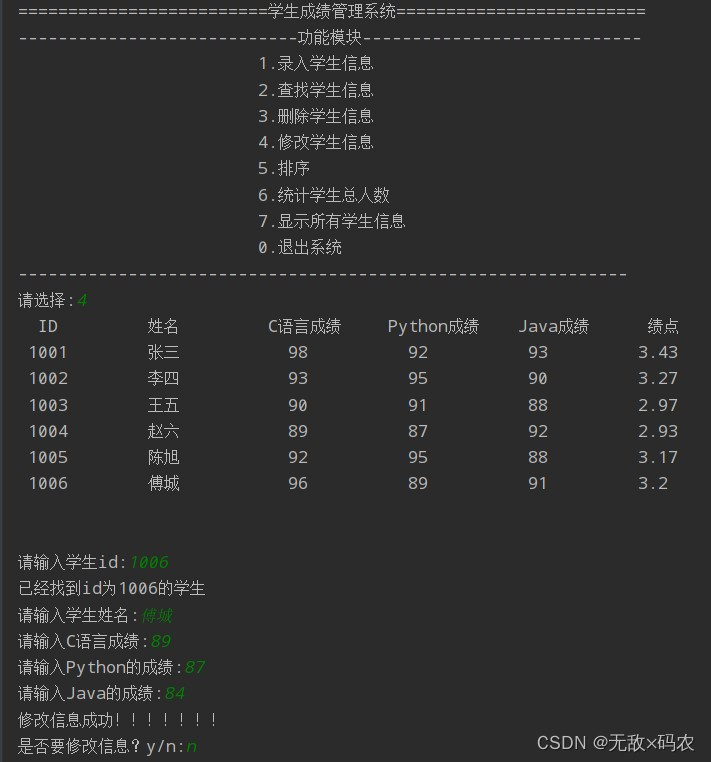 =========================学生成绩管理系统=========================
----------------------------功能模块----------------------------
1.录入学生信息
2.查找学生信息
3.删除学生信息
4.修改学生信息
5.排序
6.统计学生总人数
7.显示所有学生信息
0.退出系统
-------------------------------------------------------------
请选择:4
ID 姓名 C语言成绩 Python成绩 Java成绩 绩点
1001 张三 98 92 93 3.43
1002 李四 93 95 90 3.27
1003 王五 90 91 88 2.97
1004 赵六 89 87 92 2.93
1005 陈旭 92 95 88 3.17
1006 傅城 96 89 91 3.2
请输入学生id:1006
已经找到id为1006的学生
请输入学生姓名:傅城
请输入C语言成绩:89
请输入Python的成绩:87
请输入Java的成绩:84
修改信息成功！！！！！！！
是否要修改信息？y/n:n
CSDN @无敌×码农